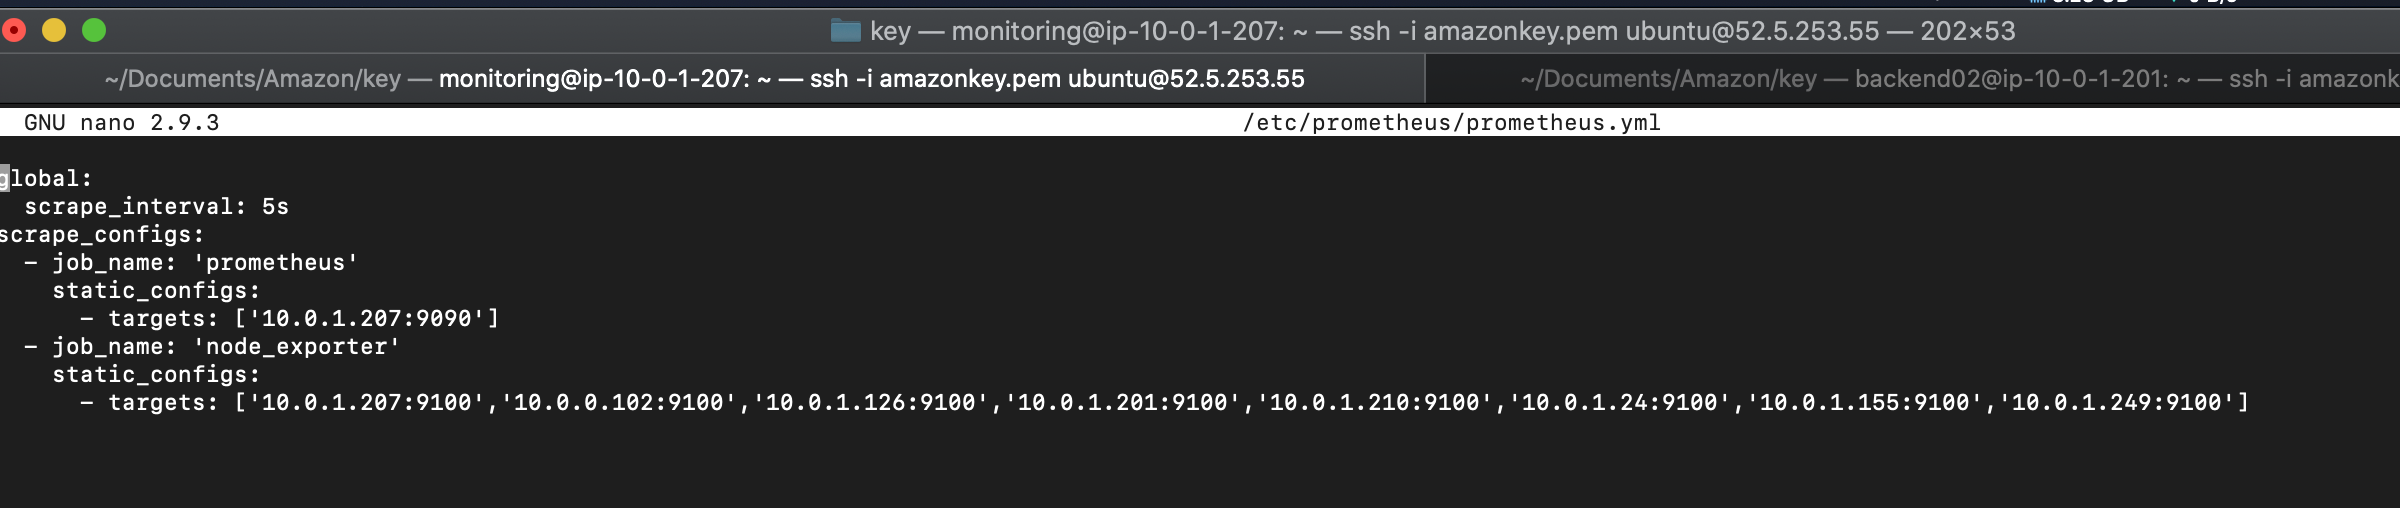 key — monitoring@ip-10-0-1-207: ~ — ssh -i amazonkey.pem ubuntu@52.5.253.55 — 202×53
~/Documents/Amazon/key — monitoring@ip-10-0-1-207: ~ — ssh -i amazonkey.pem ubuntu@52.5.253.55
~/Documents/Amazon/key — backend02@ip-10-0-1-201: ~ — ssh -i amazonk
GNU nano 2.9.3 /etc/prometheus/prometheus.yml
global:
  scrape_interval: 5s
scrape_configs:
  - job_name: 'prometheus'
    static_configs:
      - targets: ['10.0.1.207:9090']
  - job_name: 'node_exporter'
    static_configs:
      - targets: ['10.0.1.207:9100','10.0.0.102:9100','10.0.1.126:9100','10.0.1.201:9100','10.0.1.210:9100','10.0.1.24:9100','10.0.1.155:9100','10.0.1.249:9100']